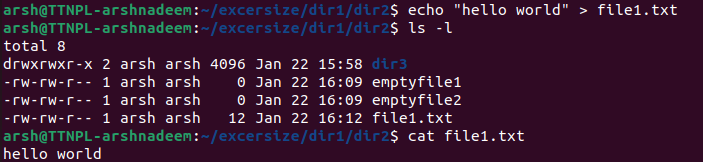 arsh@TTNPL-arshnadeem:~/excersize/dir1/dir2$ echo "hello world" > file1.txt
arsh@TTNPL-arshnadeem:~/excersize/dir1/dir2$ ls -l
total 8
drwxrwxr-x 2 arsh arsh 4096 Jan 22 15:58 dir3
-rw-rw-r-- 1 arsh arsh    0 Jan 22 16:09 emptyfile1
-rw-rw-r-- 1 arsh arsh    0 Jan 22 16:09 emptyfile2
-rw-rw-r-- 1 arsh arsh   12 Jan 22 16:12 file1.txt
arsh@TTNPL-arshnadeem:~/excersize/dir1/dir2$ cat file1.txt
hello world